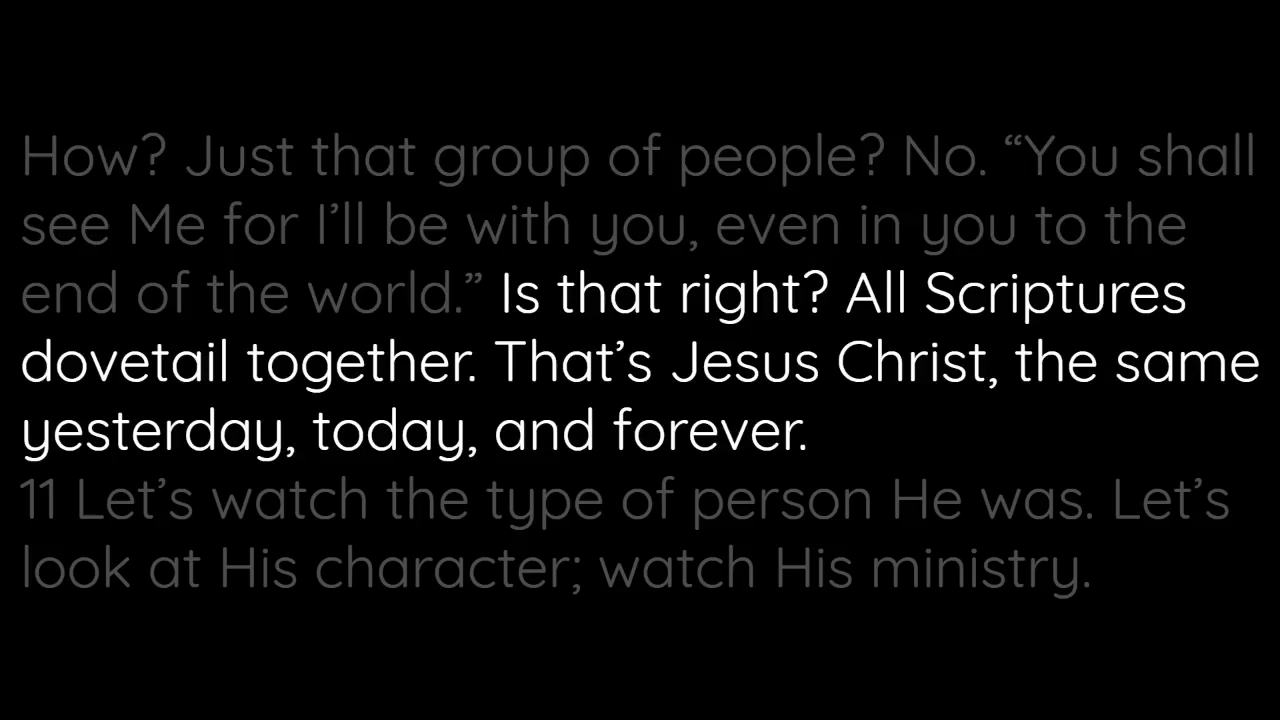 How? Just that group of people? No. “You shall
see Me for I’ll be with you, even in you to the
end of the world.” Is that right? All Scriptures
dovetail together. That’s Jesus Christ, the same
yesterday, today, and forever.
11 Let’s watch the type of person He was. Let’s
look at His character; watch His ministry.